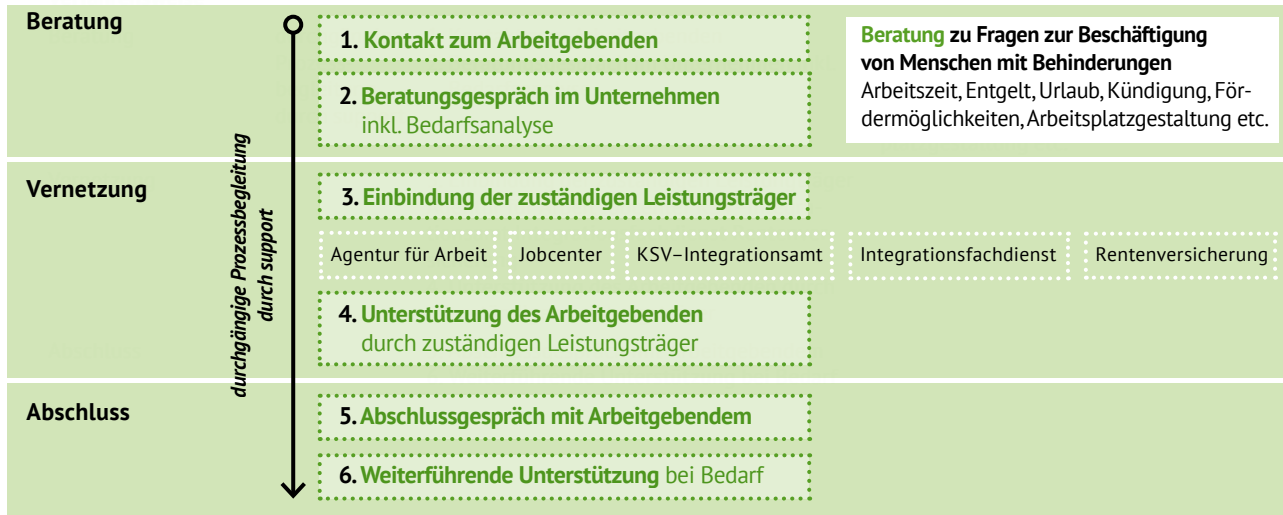 Beratung
1. Kontakt zum Arbeitgebenden
2. Beratungsgespräch im Unternehmen
inkl. Bedarfsanalyse
Beratung zu Fragen zur Beschäftigung
von Menschen mit Behinderungen
Arbeitszeit, Entgelt, Urlaub, Kündigung, För-
dermöglichkeiten, Arbeitsplatzgestaltung etc.
durchgängige Prozessbegleitung
durch support
Vernetzung
3. Einbindung der zuständigen Leistungsträger
Agentur für Arbeit
Jobcenter
KSV–Integrationsamt
Integrationsfachdienst
Rentenversicherung
4. Unterstützung des Arbeitgebenden
durch zuständigen Leistungsträger
Abschluss
5. Abschlussgespräch mit Arbeitgebendem
6. Weiterführende Unterstützung bei Bedarf